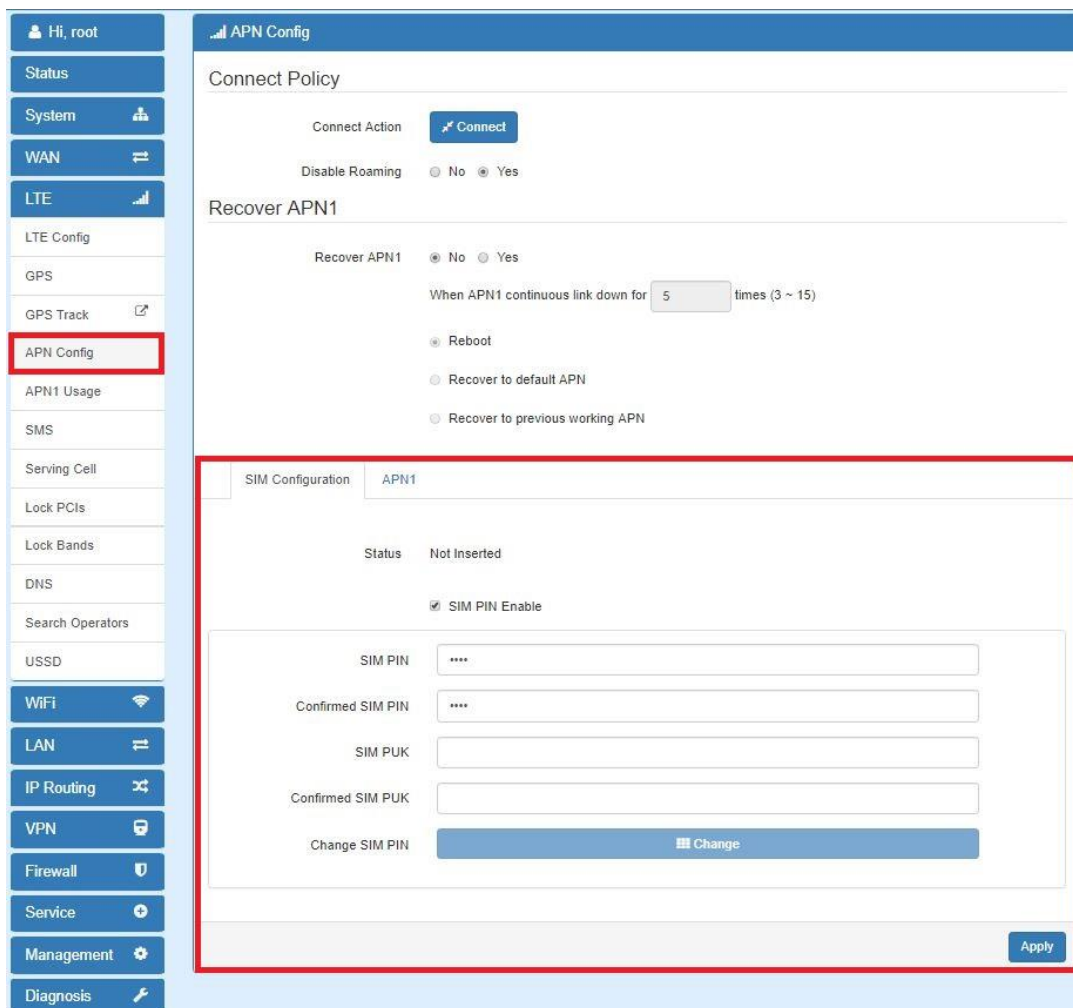 Hi, root
Status
System
WAN
LTE
LTE Config
GPS
GPS Track
APN Config
APN1 Usage
SMS
Serving Cell
Lock PCIs
Lock Bands
DNS
Search Operators
USSD
WiFi
LAN
IP Routing
VPN
Firewall
Service
Management
Diagnosis
APN Config
Connect Policy
Connect Action Connect
Disable Roaming No Yes
Recover APN1
Recover APN1 No Yes
When APN1 continuous link down for 5 times (3 ~ 15)
Reboot
Recover to default APN
Recover to previous working APN
SIM Configuration APN1
Status Not Inserted
SIM PIN Enable
SIM PIN ••••
Confirmed SIM PIN ••••
SIM PUK
Confirmed SIM PUK
Change SIM PIN Change
Apply